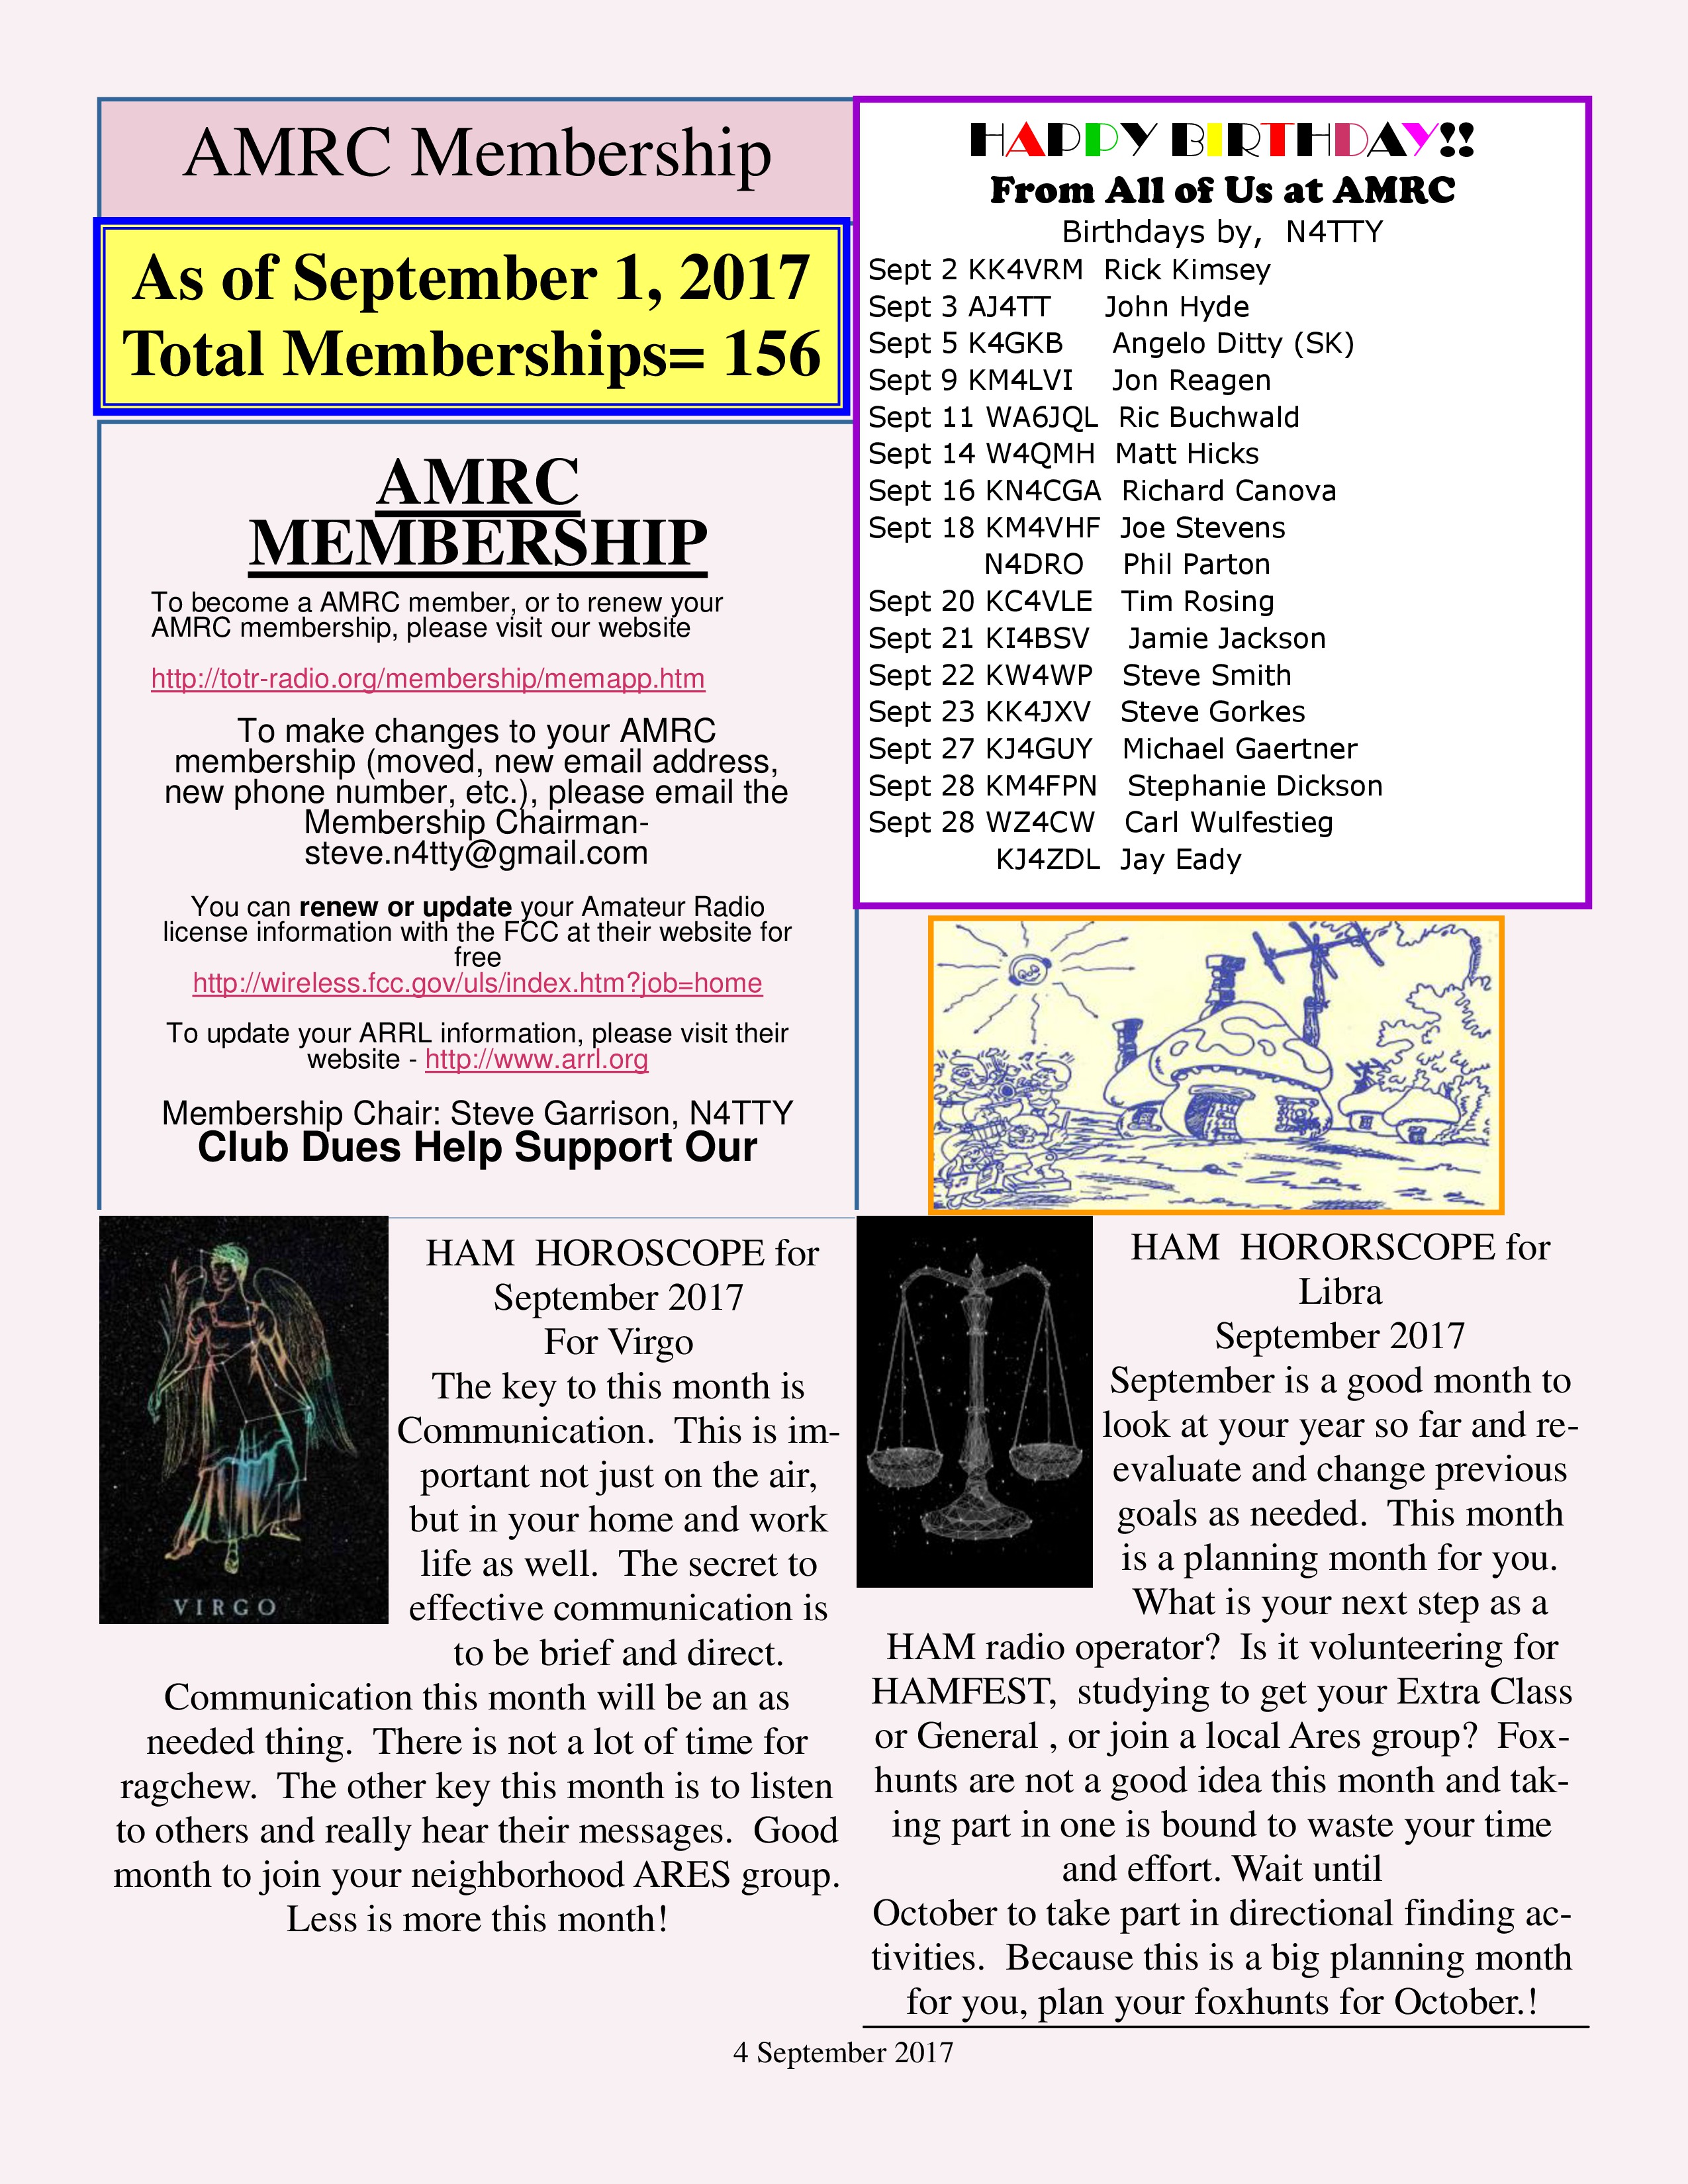 AMRC Membership
As of September 1, 2017
Total Memberships= 156
AMRC
MEMBERSHIP
To become a AMRC member, or to renew your
AMRC membership, please visit our website
http://totr-radio.org/membership/memapp.htm
To make changes to your AMRC
membership (moved, new email address,
new phone number, etc.), please email the
Membership Chairman-
steve.n4tty@gmail.com
You can renew or update your Amateur Radio
license information with the FCC at their website for
free
http://wireless.fcc.gov/uls/index.htm?job=home
To update your ARRL information, please visit their
website - http://www.arrl.org
Membership Chair: Steve Garrison, N4TTY
Club Dues Help Support Our
HAPPY BIRTHDAY!!
From All of Us at AMRC
Birthdays by, N4TTY
Sept 2 KK4VRM Rick Kimsey
Sept 3 AJ4TT John Hyde
Sept 5 K4GKB Angelo Ditty (SK)
Sept 9 KM4LVI Jon Reagen
Sept 11 WA6JQL Ric Buchwald
Sept 14 W4QMH Matt Hicks
Sept 16 KN4CGA Richard Canova
Sept 18 KM4VHF Joe Stevens
N4DRO Phil Parton
Sept 20 KC4VLE Tim Rosing
Sept 21 KI4BSV Jamie Jackson
Sept 22 KW4WP Steve Smith
Sept 23 KK4JXV Steve Gorkes
Sept 27 KJ4GUY Michael Gaertner
Sept 28 KM4FPN Stephanie Dickson
Sept 28 WZ4CW Carl Wulfestieg
KJ4ZDL Jay Eady
VIRGO
HAM HOROSCOPE for
September 2017
For Virgo
The key to this month is
Communication. This is im-
portant not just on the air,
but in your home and work
life as well. The secret to
effective communication is
to be brief and direct.
Communication this month will be an as
needed thing. There is not a lot of time for
ragchew. The other key this month is to listen
to others and really hear their messages. Good
month to join your neighborhood ARES group.
Less is more this month!
HAM HORORSCOPE for
Libra
September 2017
September is a good month to
look at your year so far and re-
evaluate and change previous
goals as needed. This month
is a planning month for you.
What is your next step as a
HAM radio operator? Is it volunteering for
HAMFEST, studying to get your Extra Class
or General , or join a local Ares group? Fox-
hunts are not a good idea this month and tak-
ing part in one is bound to waste your time
and effort. Wait until
October to take part in directional finding ac-
tivities. Because this is a big planning month
for you, plan your foxhunts for October.!
4 September 2017